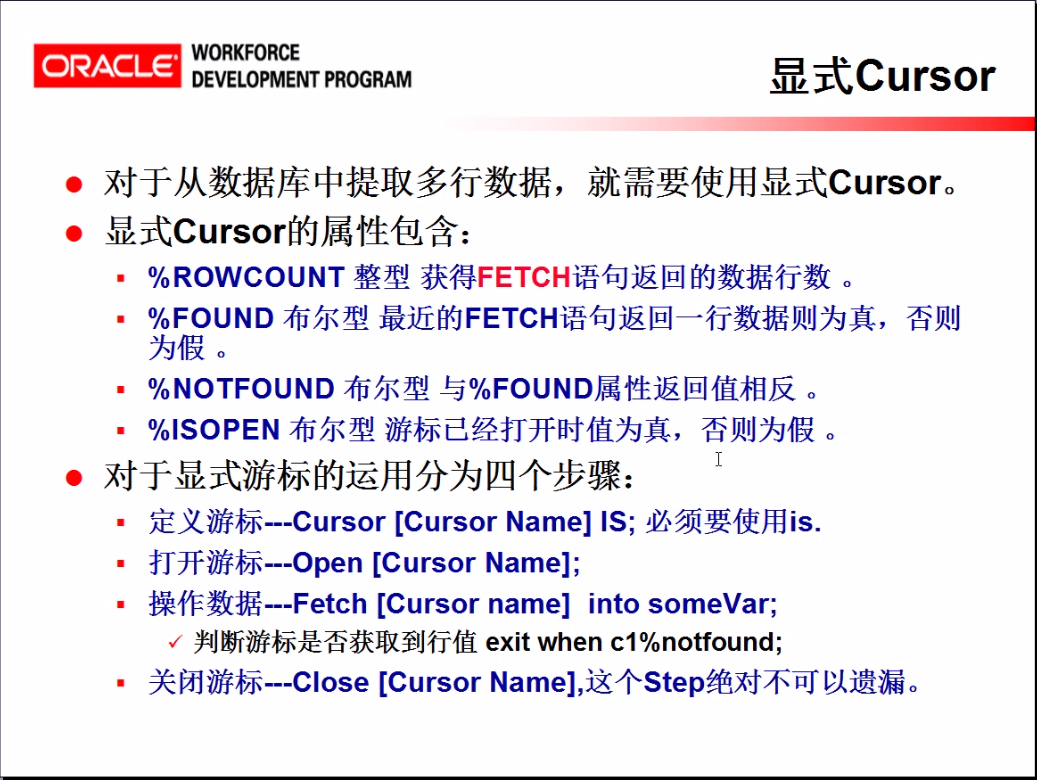 ORACLE WORKFORCE
DEVELOPMENT PROGRAM
显式Cursor
对于从数据库中提取多行数据，就需要使用显式Cursor。
显式Cursor的属性包含：
%ROWCOUNT 整型 获得FETCH语句返回的数据行数 。
%FOUND 布尔型 最近的FETCH语句返回一行数据则为真，否则
为假 。
%NOTFOUND 布尔型 与%FOUND属性返回值相反 。
%ISOPEN 布尔型 游标已经打开时值为真，否则为假 。
对于显式游标的运用分为四个步骤：
定义游标---Cursor [Cursor Name] IS; 必须要使用is.
打开游标---Open [Cursor Name];
操作数据---Fetch [Cursor name] into someVar;
判断游标是否获取到行值 exit when c1%notfound;
关闭游标---Close [Cursor Name],这个Step绝对不可以遗漏。